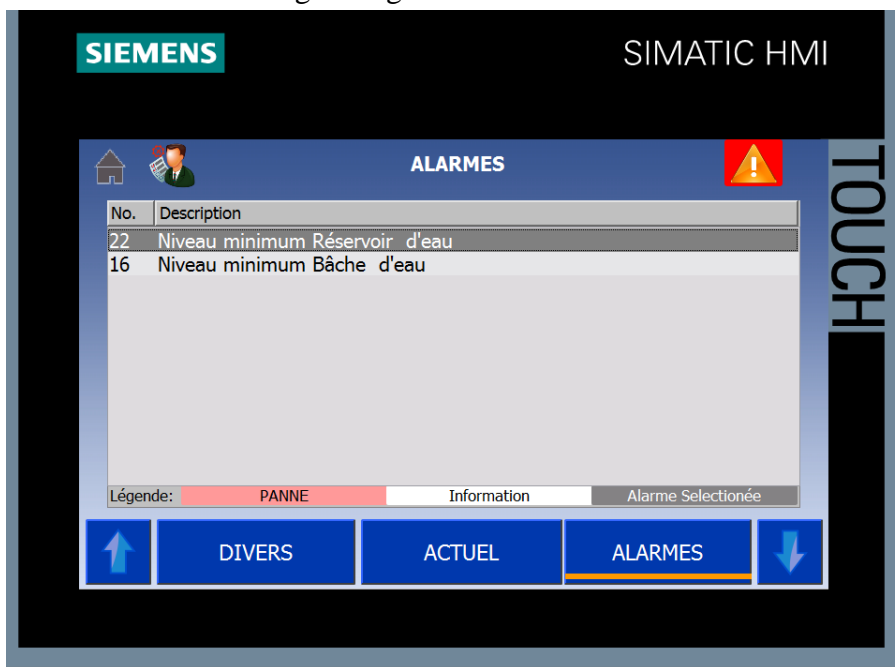 SIEMENS
SIMATIC HMI
TOUCH
ALARMES
No. Description
22 Niveau minimum Réservoir d'eau
16 Niveau minimum Bâche d'eau
Légende: PANNE Information Alarme Selectionée
DIVERS ACTUEL ALARMES